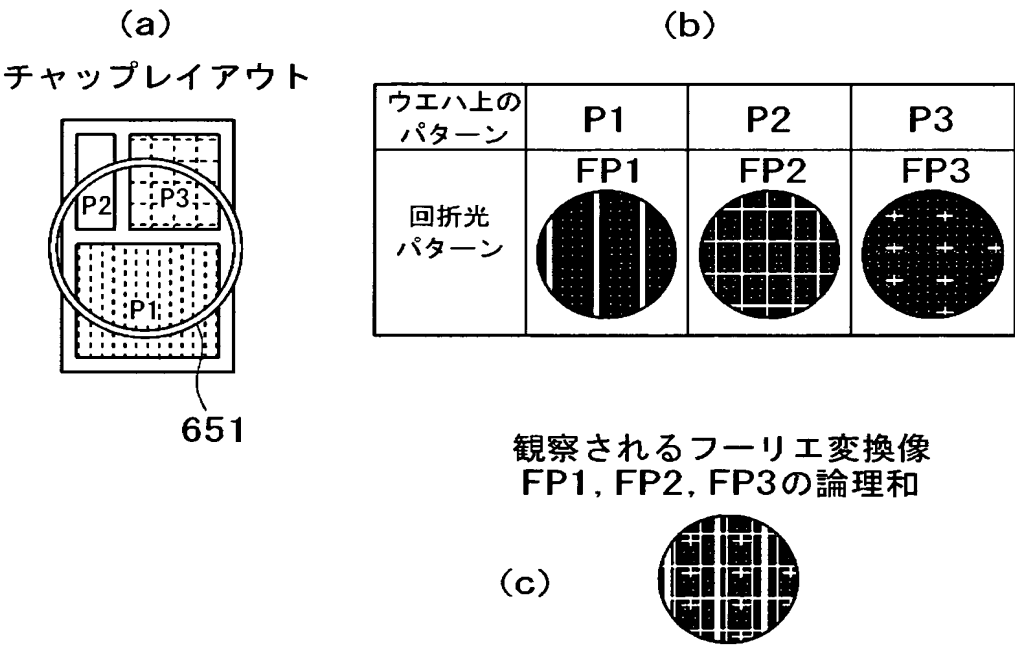 (a)
チャップレイアウト
P2
P3
P1
651
(b)
ウエハ上の
パターン
P1
P2
P3
回折光
パターン
FP1
FP2
FP3
観察されるフーリエ変換像
FP1, FP2, FP3の論理和
(c)